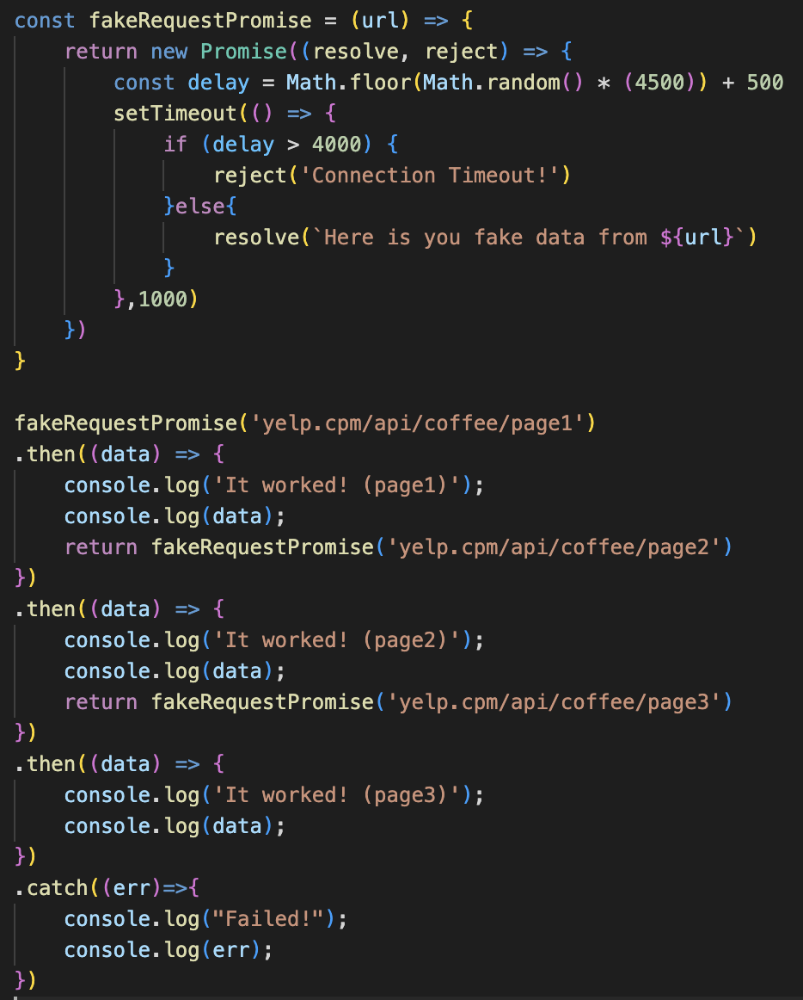 const fakeRequestPromise = (url) => {
    return new Promise((resolve, reject) => {
        const delay = Math.floor(Math.random() * (4500)) + 500
        setTimeout(() => {
            if (delay > 4000) {
                reject('Connection Timeout!')
            }else{
                resolve(`Here is you fake data from ${url}`)
            }
        },1000)
    })
}

fakeRequestPromise('yelp.cpm/api/coffee/page1')
.then((data) => {
    console.log('It worked! (page1)');
    console.log(data);
    return fakeRequestPromise('yelp.cpm/api/coffee/page2')
})
.then((data) => {
    console.log('It worked! (page2)');
    console.log(data);
    return fakeRequestPromise('yelp.cpm/api/coffee/page3')
})
.then((data) => {
    console.log('It worked! (page3)');
    console.log(data);
})
.catch((err)=>{
    console.log("Failed!");
    console.log(err);
})